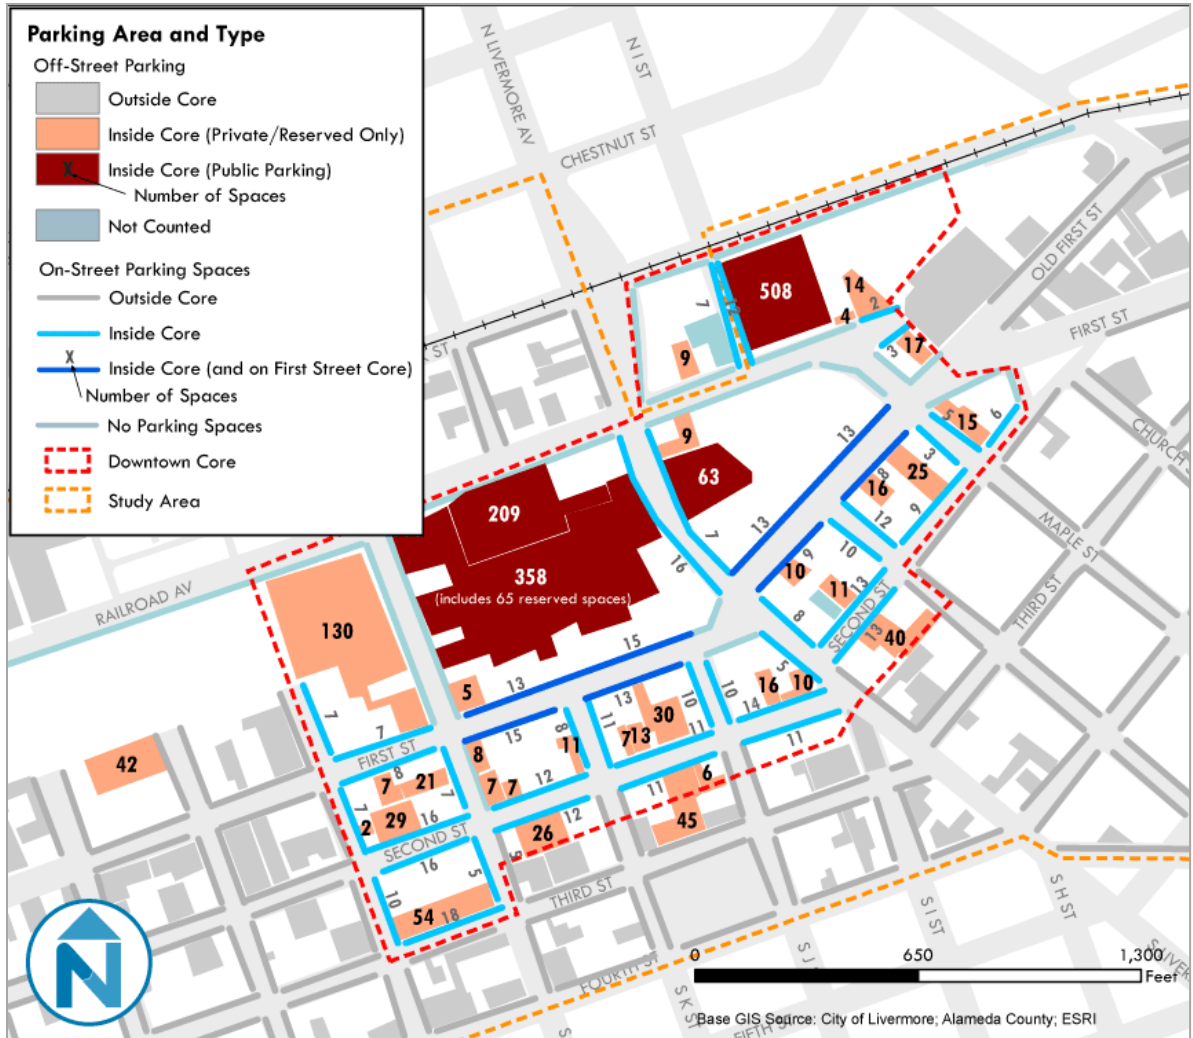 Parking Area and Type
Off-Street Parking
Outside Core
Inside Core (Private/Reserved Only)
X
Inside Core (Public Parking)
Number of Spaces
Not Counted
On-Street Parking Spaces
Outside Core
Inside Core
X
Inside Core (and on First Street Core)
Number of Spaces
No Parking Spaces
Downtown Core
Study Area
N LIVERMORE AV
N I ST
CHESTNUT ST
OLD FIRST ST
FIRST ST
CHURCH
MAPLE ST
THIRD ST
K ST
RAILROAD AV
7
12
508
14
2
4
9
3
17
9
63
13
5
15
6
3
25
8
16
12
9
209
358
(includes 65 reserved spaces)
16
7
13
9
10
10
11
13
8
SECOND ST
13
40
130
5
13
15
15
13
10
10
5
16
10
14
7
7
FIRST ST
8
8
11
11
7
13
30
11
11
42
7
8
21
7
7
2
29
16
SECOND ST
7
7
12
12
26
11
6
45
16
5
10
54
18
THIRD ST
FOURTH ST
FIFTH ST
S K ST
S J
S I ST
S H ST
S LIVER
S
N
0
650
1,300
Feet
Base GIS Source: City of Livermore; Alameda County; ESRI